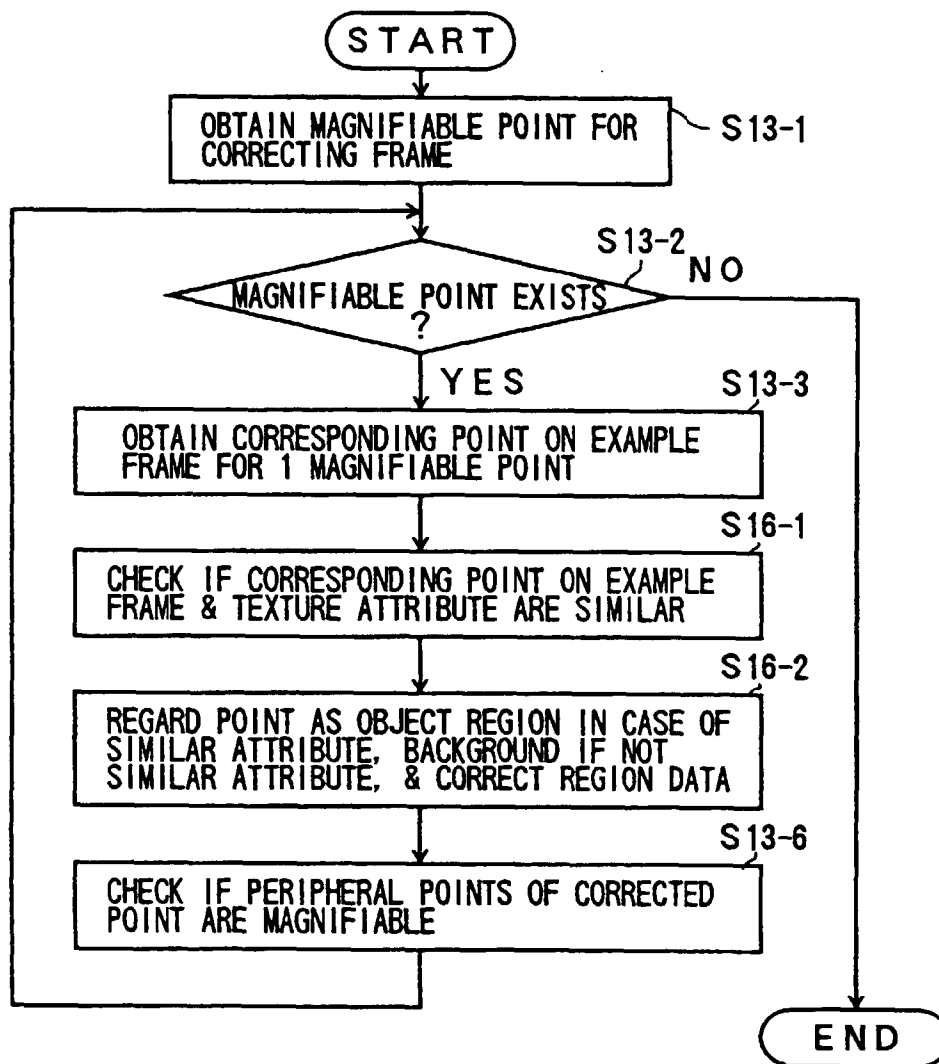 START
OBTAIN MAGNIFIABLE POINT FOR
CORRECTING FRAME
S13-1
S13-2
NO
MAGNIFIABLE POINT EXISTS
?
YES
S13-3
OBTAIN CORRESPONDING POINT ON EXAMPLE
FRAME FOR 1 MAGNIFIABLE POINT
S16-1
CHECK IF CORRESPONDING POINT ON EXAMPLE
FRAME & TEXTURE ATTRIBUTE ARE SIMILAR
S16-2
REGARD POINT AS OBJECT REGION IN CASE OF
SIMILAR ATTRIBUTE, BACKGROUND IF NOT
SIMILAR ATTRIBUTE, & CORRECT REGION DATA
S13-6
CHECK IF PERIPHERAL POINTS OF CORRECTED
POINT ARE MAGNIFIABLE
END